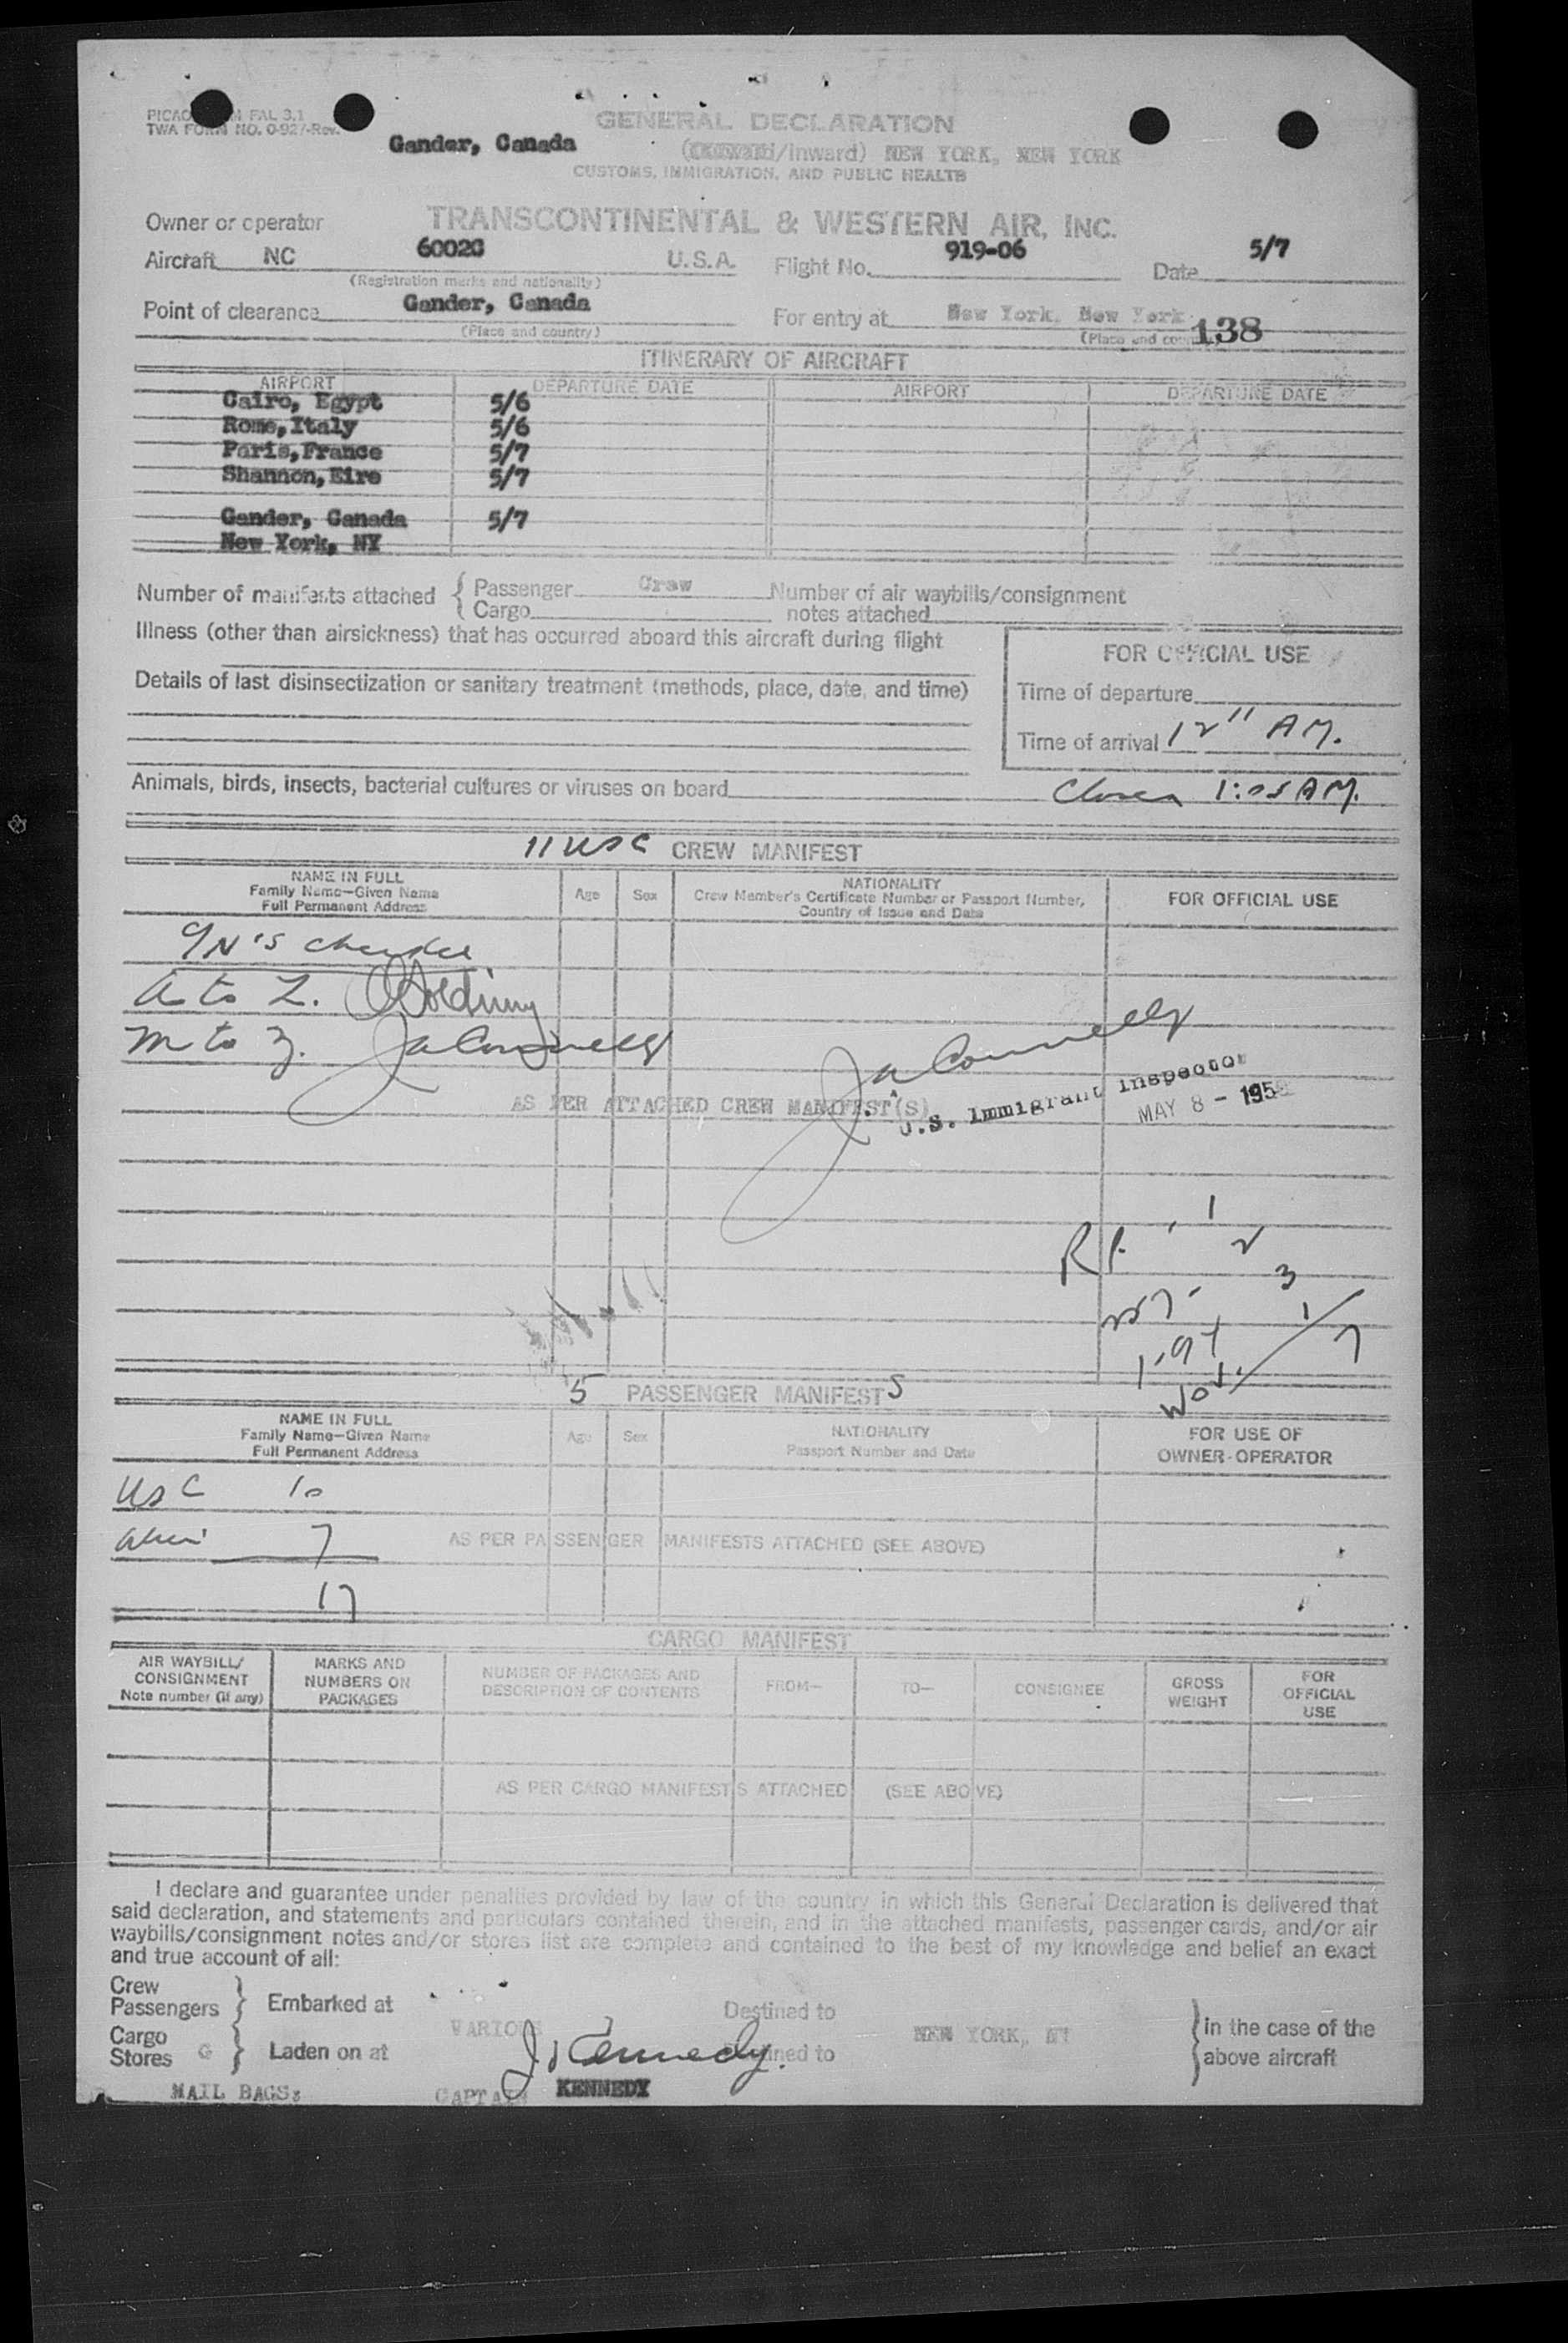 PICAO FAL 3.1
TWA FORM NO. 0-927-Rev.
GENERAL DECLARATION
Gander, Canada (Outward/Inward) NEW YORK, NEW YORK
CUSTOMS, IMMIGRATION, AND PUBLIC HEALTH
Owner or operator TRANSCONTINENTAL & WESTERN AIR, INC.
Aircraft NC 6002C U.S.A. Flight No. 919-06 Date 5/7
(Registration marks and nationality)
Point of clearance Gander, Canada For entry at New York, New York
(Place and country) (Place and country) 138
ITINERARY OF AIRCRAFT
AIRPORT DEPARTURE DATE AIRPORT DEPARTURE DATE
Cairo, Egypt 5/6
Rome, Italy 5/6
Paris, France 5/7
Shannon, Eire 5/7
Gander, Canada 5/7
New York, NY
Number of manifests attached { Passenger Crew Number of air waybills/consignment
Cargo notes attached
Illness (other than airsickness) that has occurred aboard this aircraft during flight
FOR OFFICIAL USE
Details of last disinsectization or sanitary treatment (methods, place, date, and time)
Time of departure
Time of arrival 12" AM.
Animals, birds, insects, bacterial cultures or viruses on board
1:05 AM.
11 USC CREW MANIFEST
NAME IN FULL
Family Name—Given Name
Full Permanent Address
Age Sex
NATIONALITY
Crew Member's Certificate Number or Passport Number,
Country of Issue and Date
FOR OFFICIAL USE
A to L.
M to Z. JaConnelly
JaConnelly
AS PER ATTACHED CREW MANIFEST(S)
U.S. Immigrant Inspector
MAY 8 - 195
1
2
3
7
5 PASSENGER MANIFESTS
NAME IN FULL
Family Name—Given Name
Full Permanent Address
Age Sex
NATIONALITY
Passport Number and Date
FOR USE OF
OWNER-OPERATOR
USC 10
Alien 7
AS PER PASSENGER MANIFESTS ATTACHED (SEE ABOVE)
17
CARGO MANIFEST
AIR WAYBILL/
CONSIGNMENT
Note number (if any)
MARKS AND
NUMBERS ON
PACKAGES
NUMBER OF PACKAGES AND
DESCRIPTION OF CONTENTS
FROM— TO— CONSIGNEE
GROSS
WEIGHT
FOR
OFFICIAL
USE
AS PER CARGO MANIFESTS ATTACHED (SEE ABOVE)
I declare and guarantee under penalties provided by law of the country in which this General Declaration is delivered that
said declaration, and statements and particulars contained therein, and in the attached manifests, passenger cards, and/or air
waybills/consignment notes and/or stores list are complete and contained to the best of my knowledge and belief an exact
and true account of all:
Crew
Passengers } Embarked at VARIOUS Destined to
Cargo
Stores } Laden on at NEW YORK, NY
in the case of the
above aircraft
J Kennedy
MAIL BAGS: CAPTAIN KENNEDY